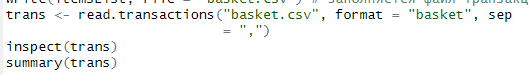 trans <- read.transactions("basket.csv", format = "basket", sep
= ",")
inspect(trans)
summary(trans)